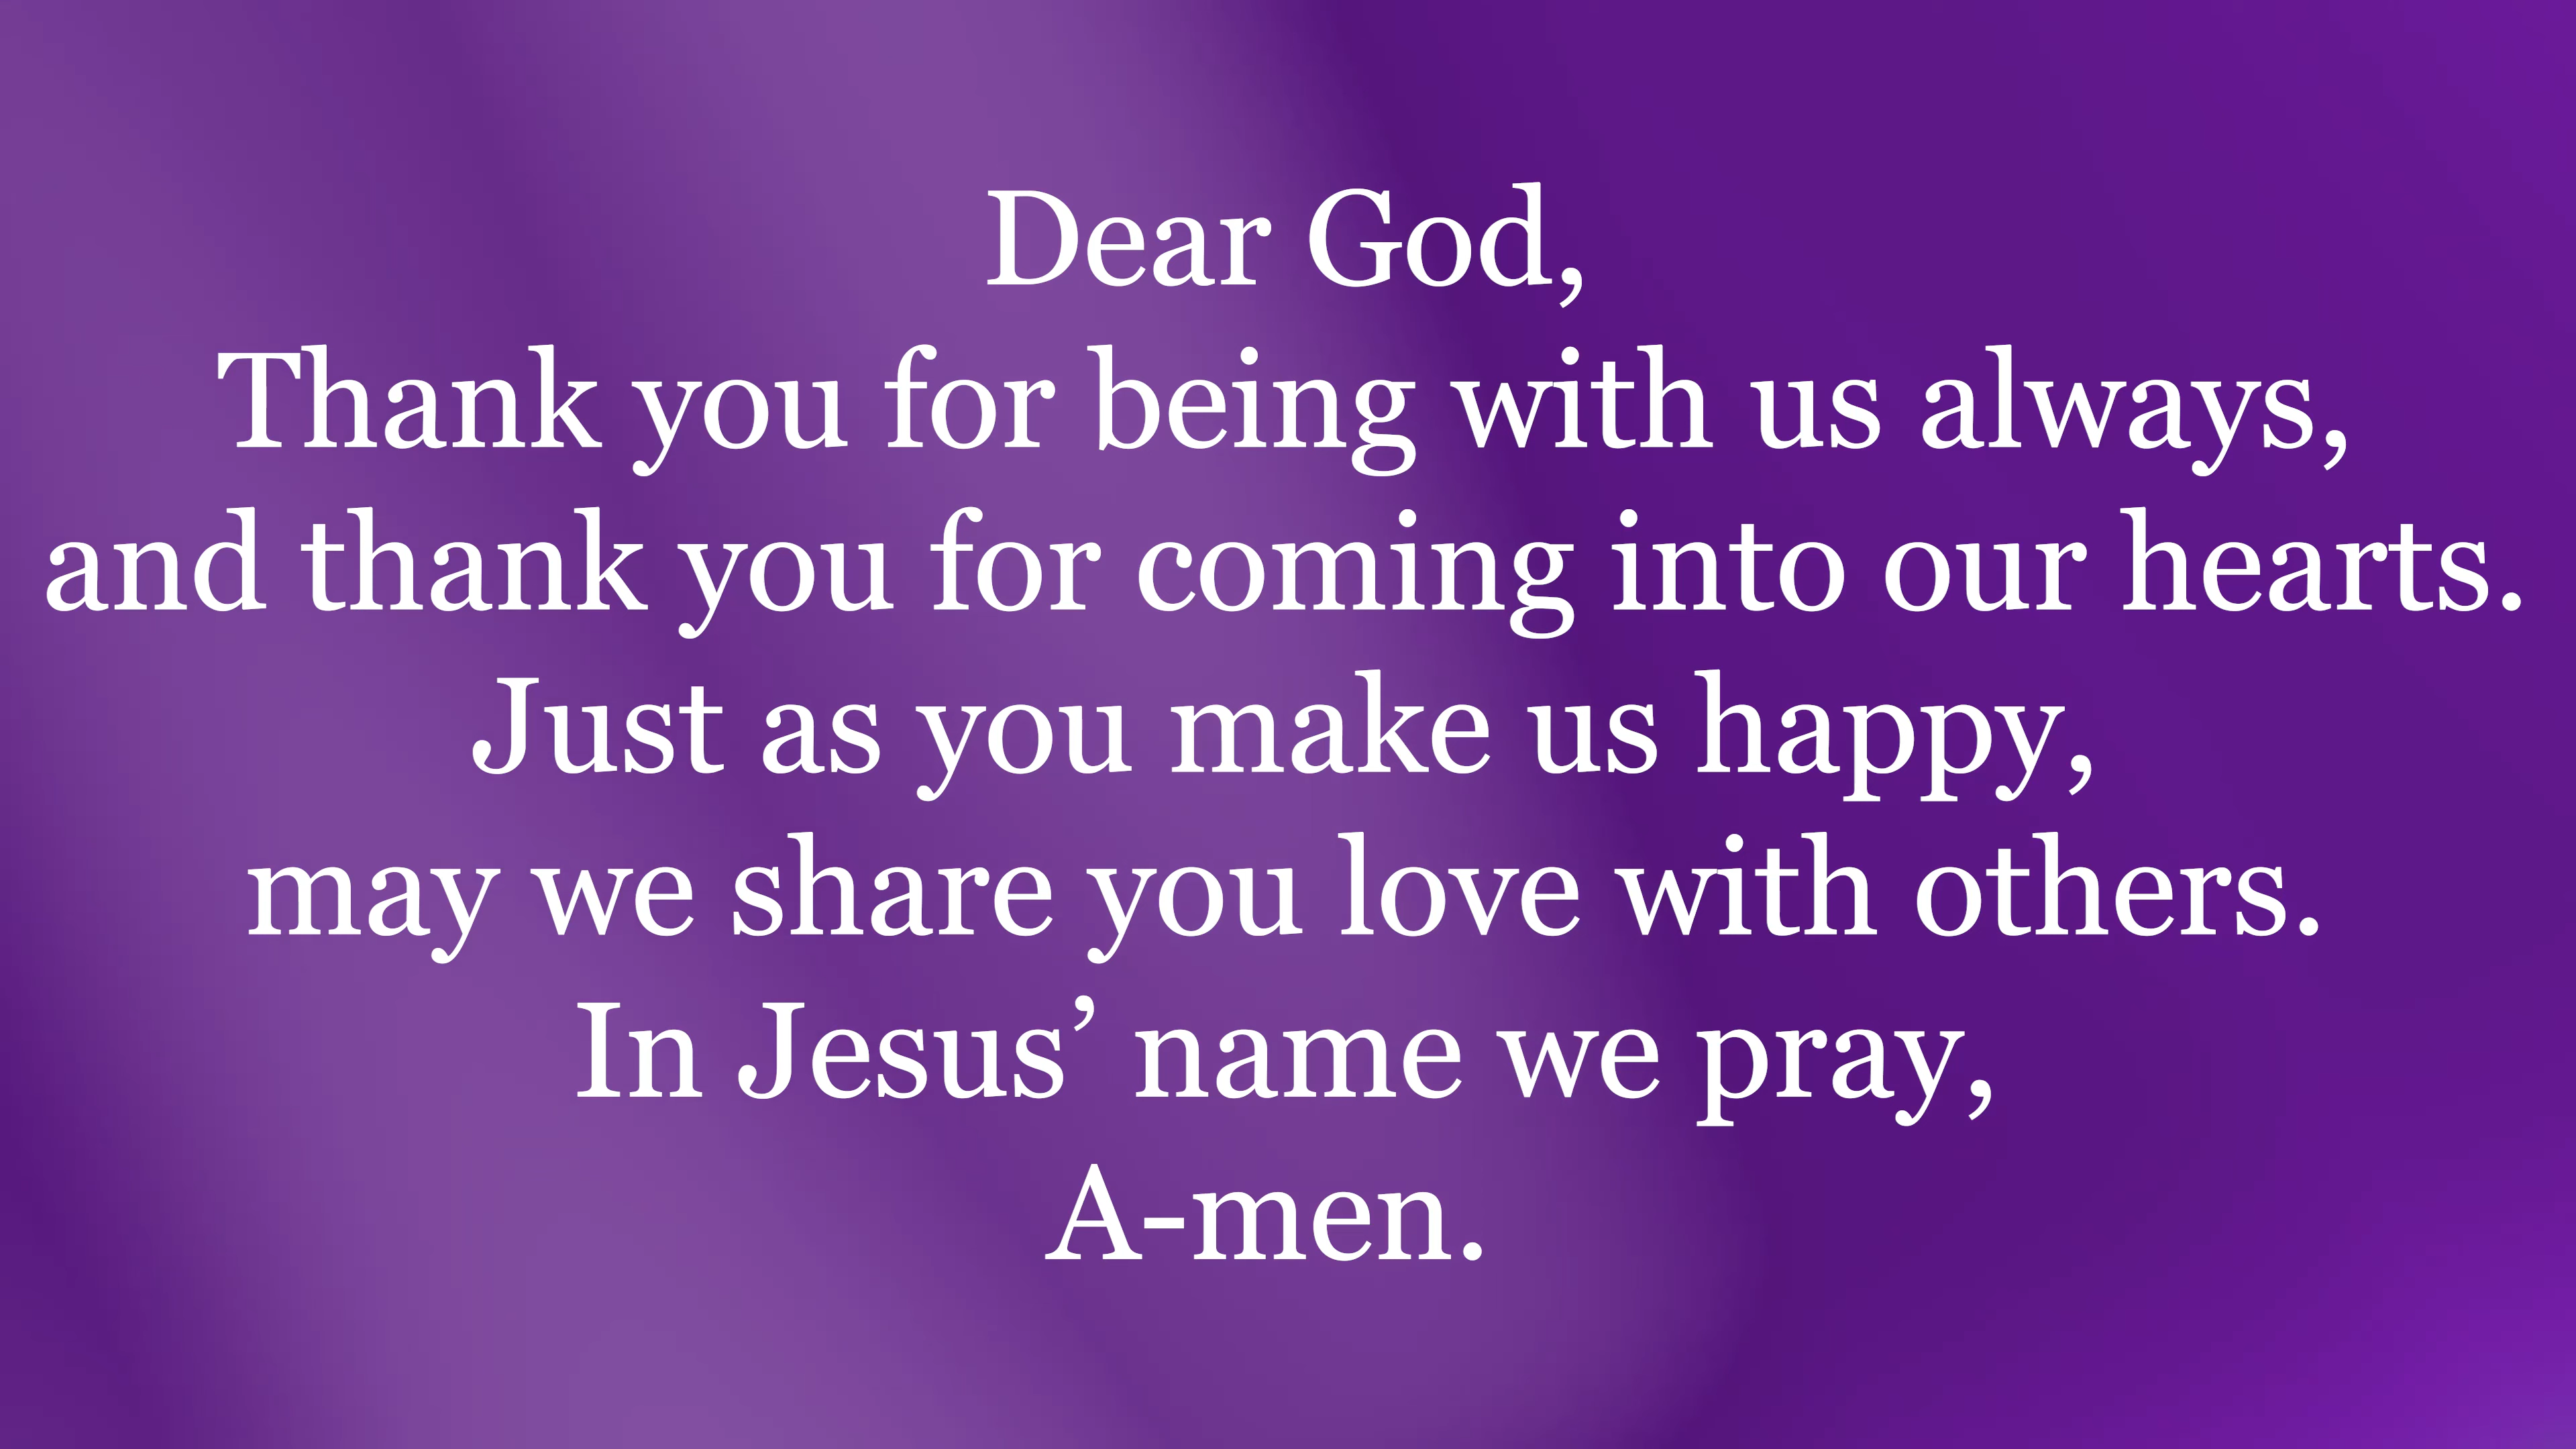 Dear God,
Thank you for being with us always,
and thank you for coming into our hearts.
Just as you make us happy,
may we share you love with others.
In Jesus’ name we pray,
A-men.